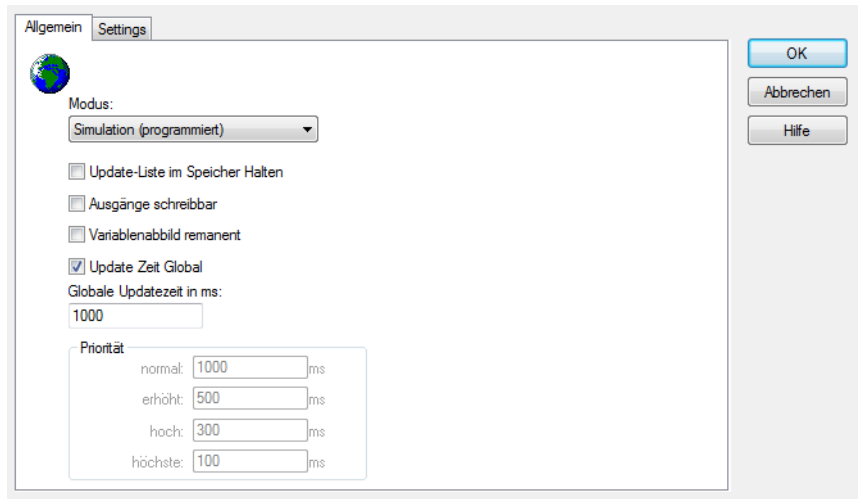 Allgemein Settings
OK
Abbrechen
Hilfe
Modus:
Simulation (programmiert)
Update-Liste im Speicher Halten
Ausgänge schreibbar
Variablenabbild remanent
Update Zeit Global
Globale Updatezeit in ms:
1000
Priorität
normal: 1000 ms
erhöht: 500 ms
hoch: 300 ms
höchste: 100 ms